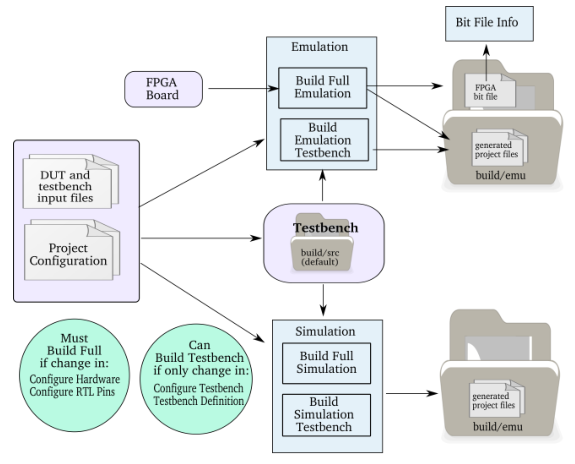 Bit File Info
Emulation
FPGA
Board
Build Full
Emulation
FPGA
bit file
Build
Emulation
Testbench
generated
project files
build/emu
DUT and
testbench
input files
Project
Configuration
Testbench
build/src
(default)
Must
Build Full
if change in:
Configure Hardware
Configure RTL Pins
Can
Build Testbench
if only change in:
Configure Testbench
Testbench Definition
Simulation
Build Full
Simulation
Build
Simulation
Testbench
generated
project files
build/emu